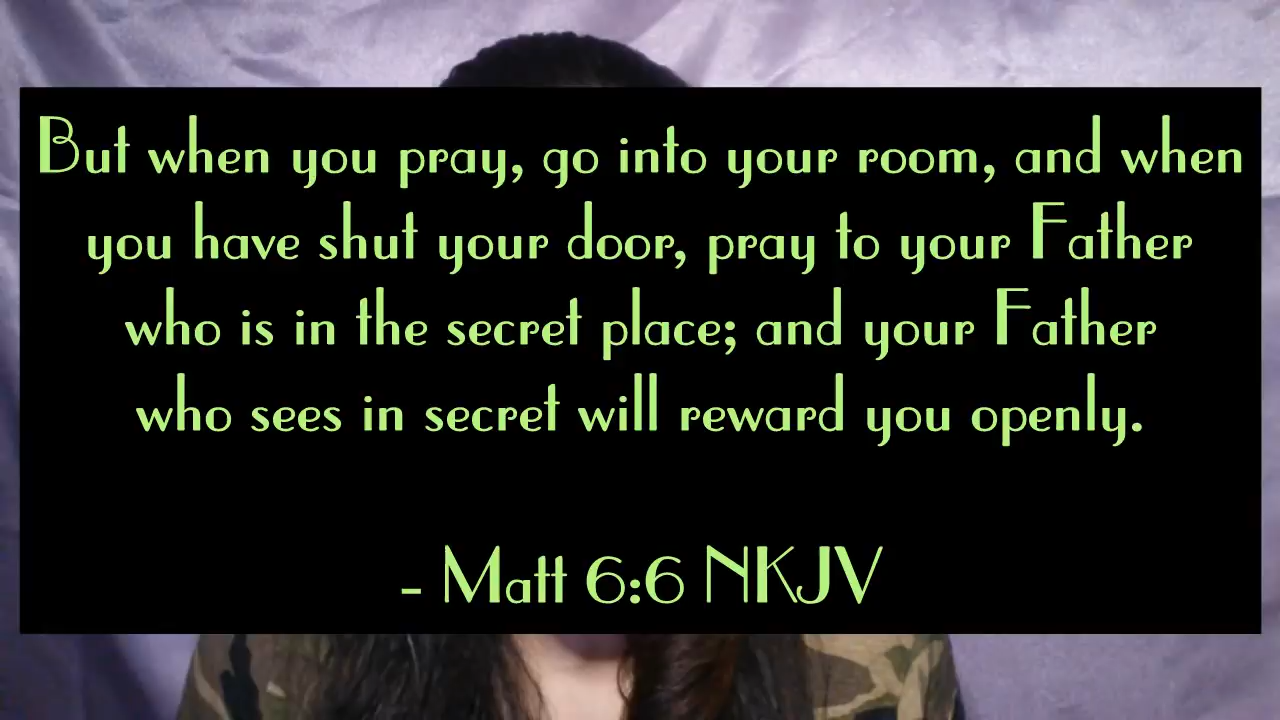 But when you pray, go into your room, and when
you have shut your door, pray to your Father
who is in the secret place; and your Father
who sees in secret will reward you openly.
- Matt 6:6 NKJV